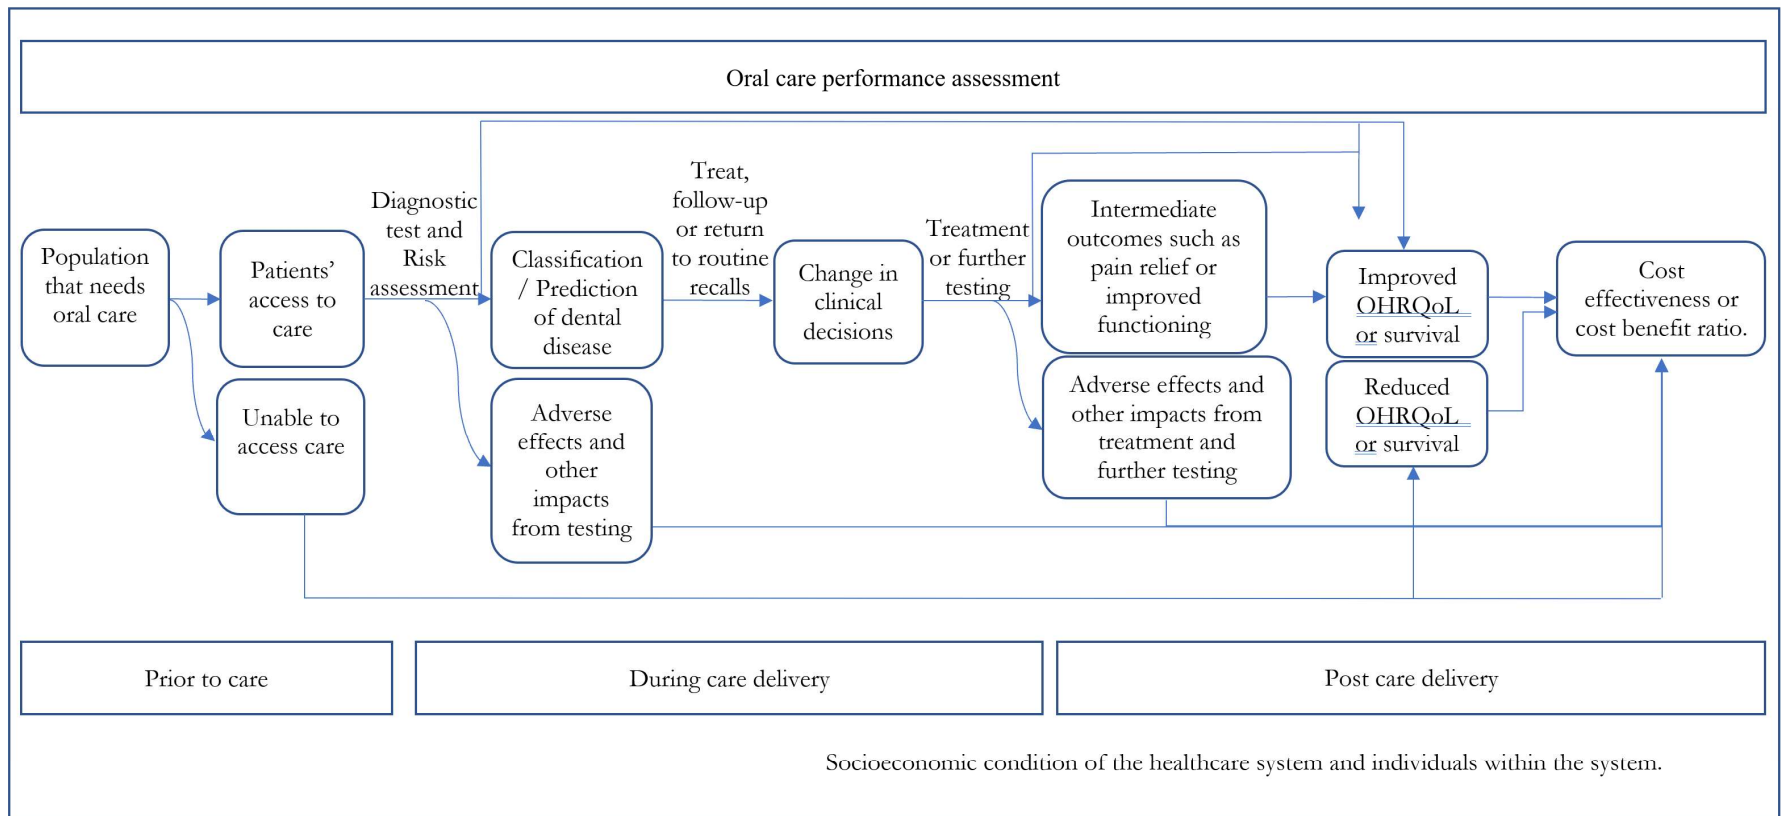 Oral care performance assessment
Population
that needs
oral care
Patients’
access to
care
Unable to
access care
Diagnostic
test and
Risk
assessment
Classification
/ Prediction
of dental
disease
Adverse
effects and
other
impacts
from testing
Treat,
follow-up
or return
to routine
recalls
Change in
clinical
decisions
Treatment
or further
testing
Intermediate
outcomes such as
pain relief or
improved
functioning
Adverse effects and
other impacts from
treatment and
further testing
Improved
OHRQoL
or survival
Reduced
OHRQoL
or survival
Cost
effectiveness or
cost benefit ratio.
Prior to care
During care delivery
Post care delivery
Socioeconomic condition of the healthcare system and individuals within the system.